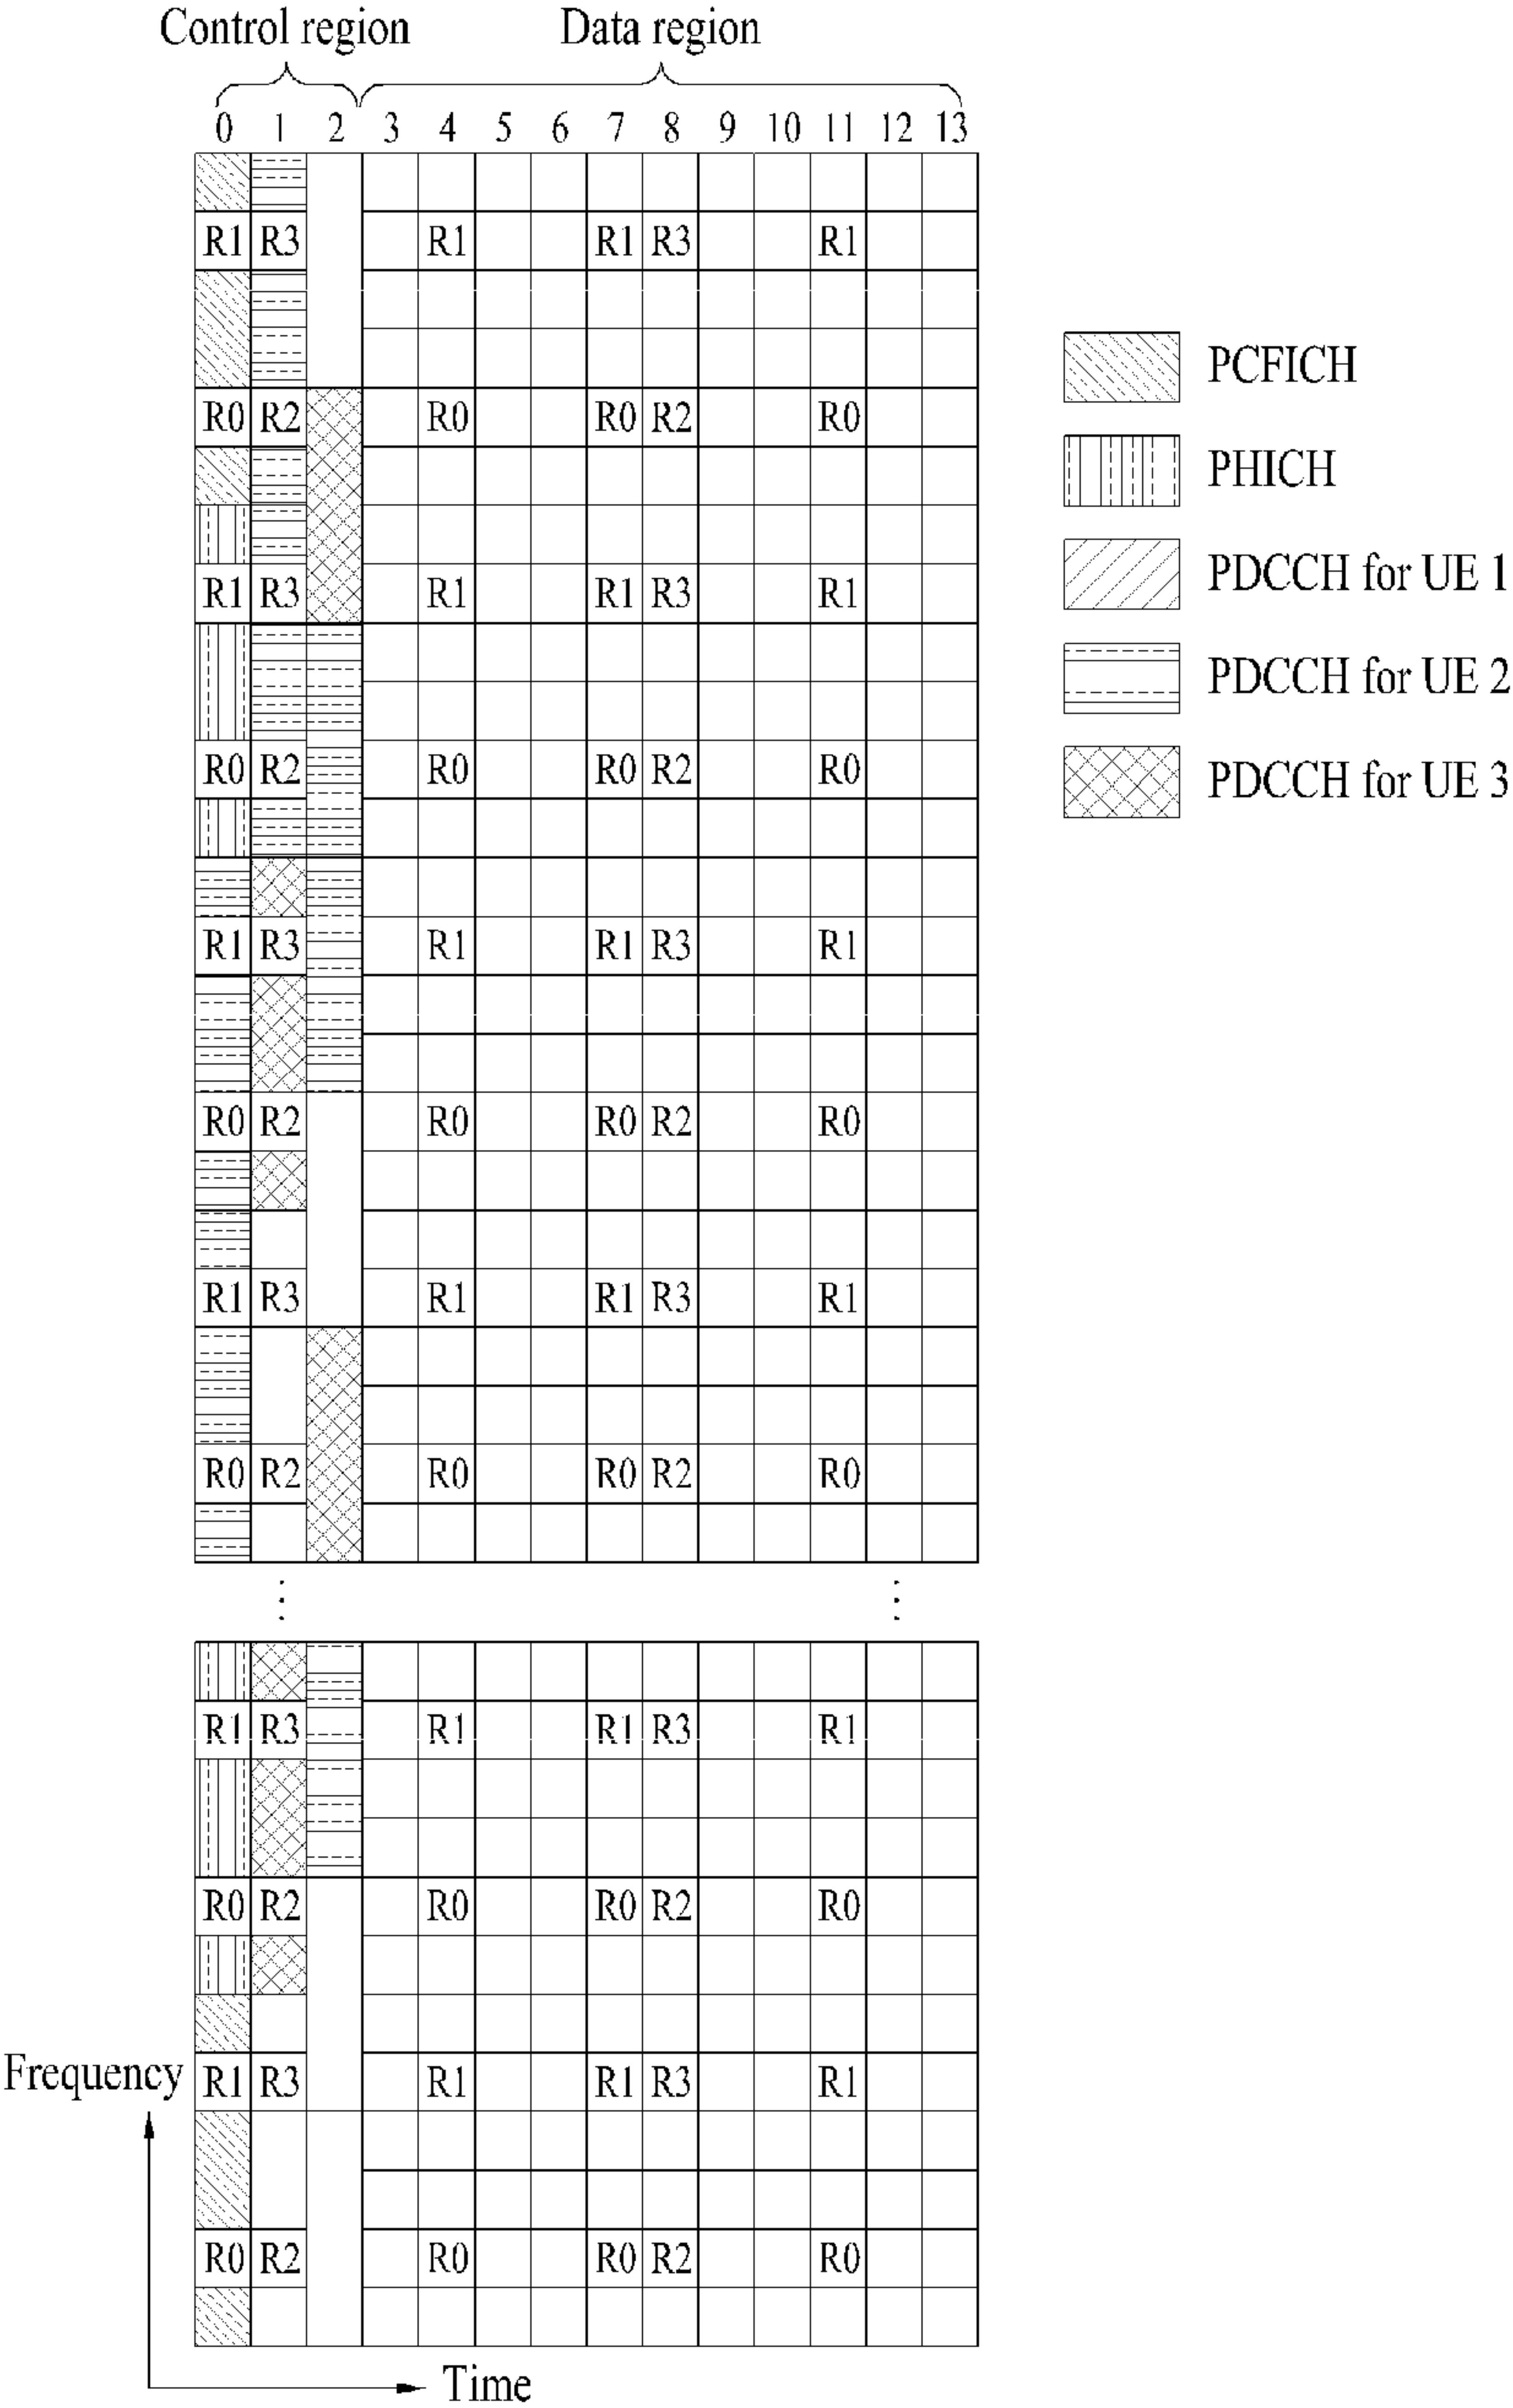 Control region Data region
0 1 2 3 4 5 6 7 8 9 10 11 12 13
R1 R3 R1 R1 R3 R1
PCFICH
R0 R2 R0 R0 R2 R0
PHICH
PDCCH for UE 1
R1 R3 R1 R1 R3 R1
PDCCH for UE 2
R0 R2 R0 R0 R2 R0
PDCCH for UE 3
R1 R3 R1 R1 R3 R1
R0 R2 R0 R0 R2 R0
R1 R3 R1 R1 R3 R1
R0 R2 R0 R0 R2 R0
R1 R3 R1 R1 R3 R1
R0 R2 R0 R0 R2 R0
Frequency R1 R3 R1 R1 R3 R1
R0 R2 R0 R0 R2 R0
Time